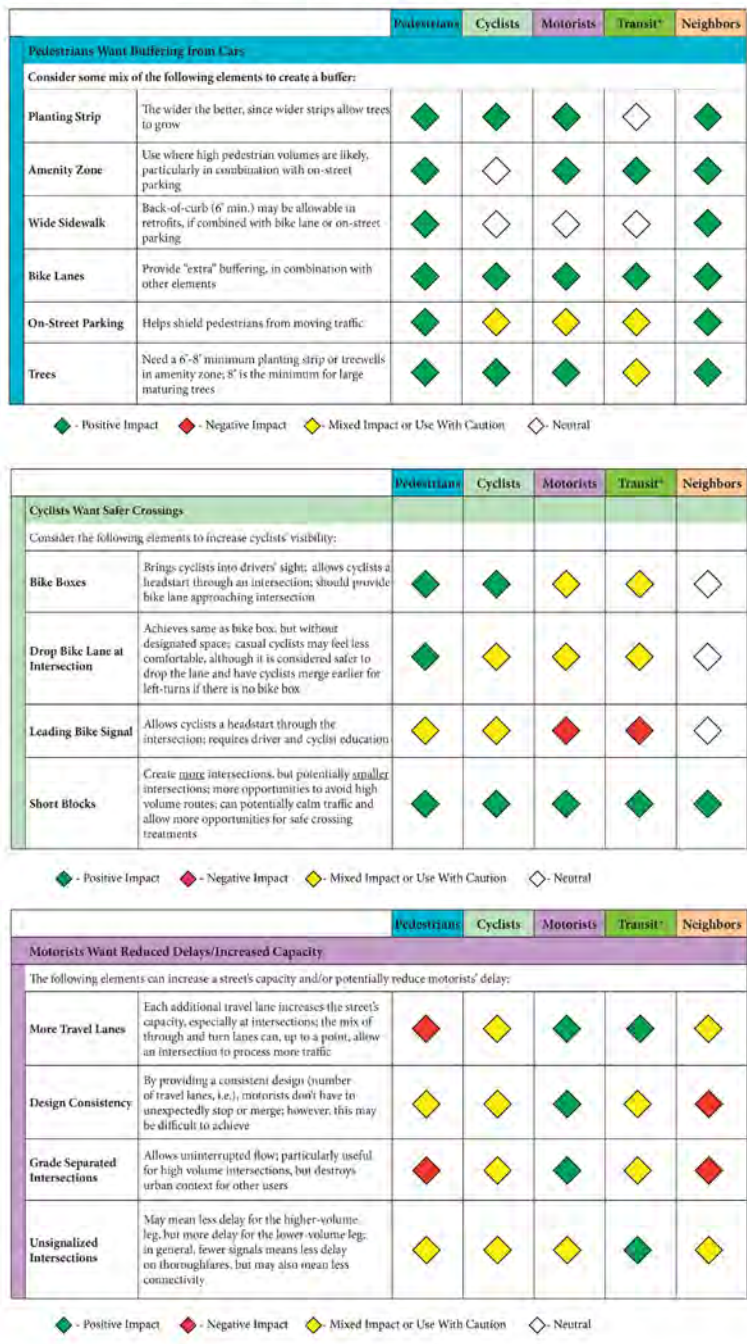 Pedestrians Cyclists Motorists Transit* Neighbors
Pedestrians Want Buffering from Cars
Consider some mix of the following elements to create a buffer:
Planting Strip
The wider the better, since wider strips allow trees
to grow
Amenity Zone
Use where high pedestrian volumes are likely,
particularly in combination with on-street
parking
Wide Sidewalk
Back-of-curb (6' min.) may be allowable in
retrofits, if combined with bike lane or on-street
parking
Bike Lanes
Provide "extra" buffering, in combination with
other elements
On-Street Parking
Helps shield pedestrians from moving traffic
Trees
Need a 6'-8' minimum planting strip or treewells
in amenity zone; 8' is the minimum for large
maturing trees
- Positive Impact - Negative Impact - Mixed Impact or Use With Caution - Neutral
Pedestrians Cyclists Motorists Transit* Neighbors
Cyclists Want Safer Crossings
Consider the following elements to increase cyclists' visibility:
Bike Boxes
Brings cyclists into drivers' sight; allows cyclists a
headstart through an intersection; should provide
bike lane approaching intersection
Drop Bike Lane at
Intersection
Achieves same as bike box, but without
designated space; casual cyclists may feel less
comfortable, although it is considered safer to
drop the lane and have cyclists merge earlier for
left-turns if there is no bike box
Leading Bike Signal
Allows cyclists a headstart through the
intersection; requires driver and cyclist education
Short Blocks
Create more intersections, but potentially smaller
intersections; more opportunities to avoid high
volume routes; can potentially calm traffic and
allow more opportunities for safe crossing
treatments
- Positive Impact - Negative Impact - Mixed Impact or Use With Caution - Neutral
Pedestrians Cyclists Motorists Transit* Neighbors
Motorists Want Reduced Delays/Increased Capacity
The following elements can increase a street's capacity and/or potentially reduce motorists' delay:
More Travel Lanes
Each additional travel lane increases the street's
capacity, especially at intersections; the mix of
through and turn lanes can, up to a point, allow
an intersection to process more traffic
Design Consistency
By providing a consistent design (number
of travel lanes, i.e.), motorists don't have to
unexpectedly stop or merge; however, this may
be difficult to achieve
Grade Separated
Intersections
Allows uninterrupted flow; particularly useful
for high volume intersections, but destroys
urban context for other users
Unsignalized
Intersections
May mean less delay for the higher-volume
leg, but more delay for the lower-volume leg;
in general, fewer signals means less delay
on thoroughfares, but may also mean less
connectivity
- Positive Impact - Negative Impact - Mixed Impact or Use With Caution - Neutral